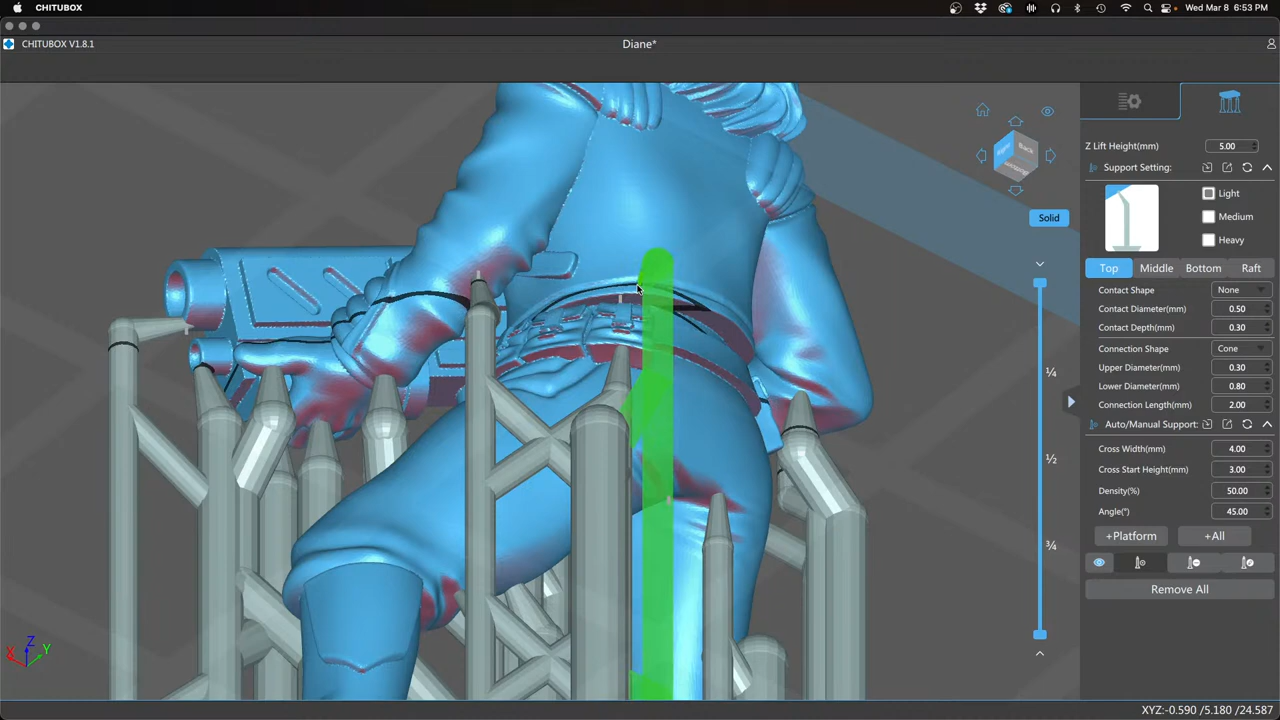 CHITUBOX
Wed Mar 8 6:53 PM
CHITUBOX V1.8.1
Diane*
Z Lift Height(mm) 5.00
Support Setting:
Light
Medium
Heavy
Top Middle Bottom Raft
Contact Shape None
Contact Diameter(mm) 0.50
Contact Depth(mm) 0.30
Connection Shape Cone
Upper Diameter(mm) 0.30
Lower Diameter(mm) 0.80
Connection Length(mm) 2.00
Auto/Manual Support:
Cross Width(mm) 4.00
Cross Start Height(mm) 3.00
Density(%) 50.00
Angle(°) 45.00
+Platform +All
Remove All
Back
Solid
¼
½
¾
Z
X Y
XYZ:-0.590 /5.180 /24.587